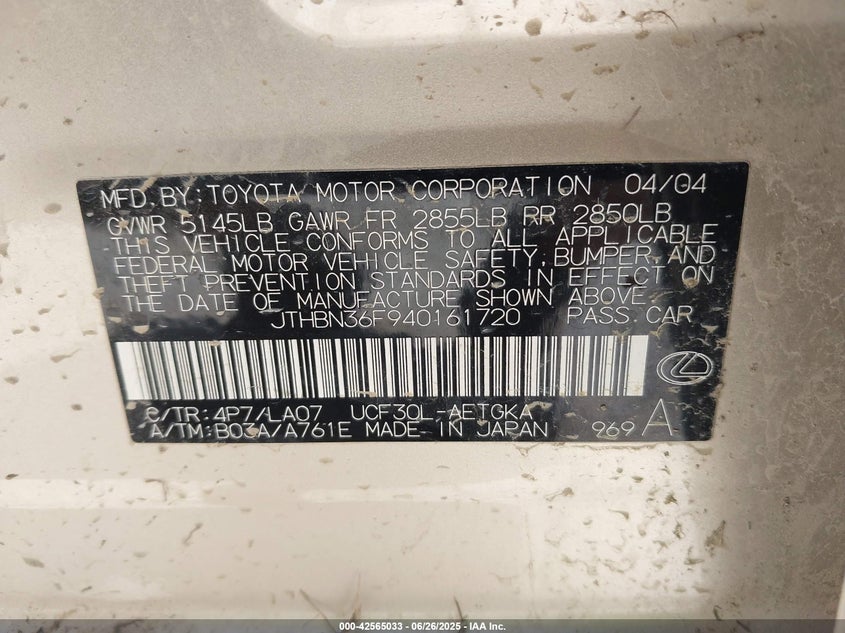 MFD. BY: TOYOTA MOTOR CORPORATION 04/04
GVWR 5145LB GAWR FR 2855LB RR 2850LB
THIS VEHICLE CONFORMS TO ALL APPLICABLE
FEDERAL MOTOR VEHICLE SAFETY, BUMPER, AND
THEFT PREVENTION STANDARDS IN EFFECT ON
THE DATE OF MANUFACTURE SHOWN ABOVE.
JTHBN36F940161720 PASS. CAR
C/TR: 4P7/LA07 UCF30L-AETGKA
A/TM: B03A/A761E MADE IN JAPAN 969 A
000-42565033 / 06/26/2025 - IAA Inc.